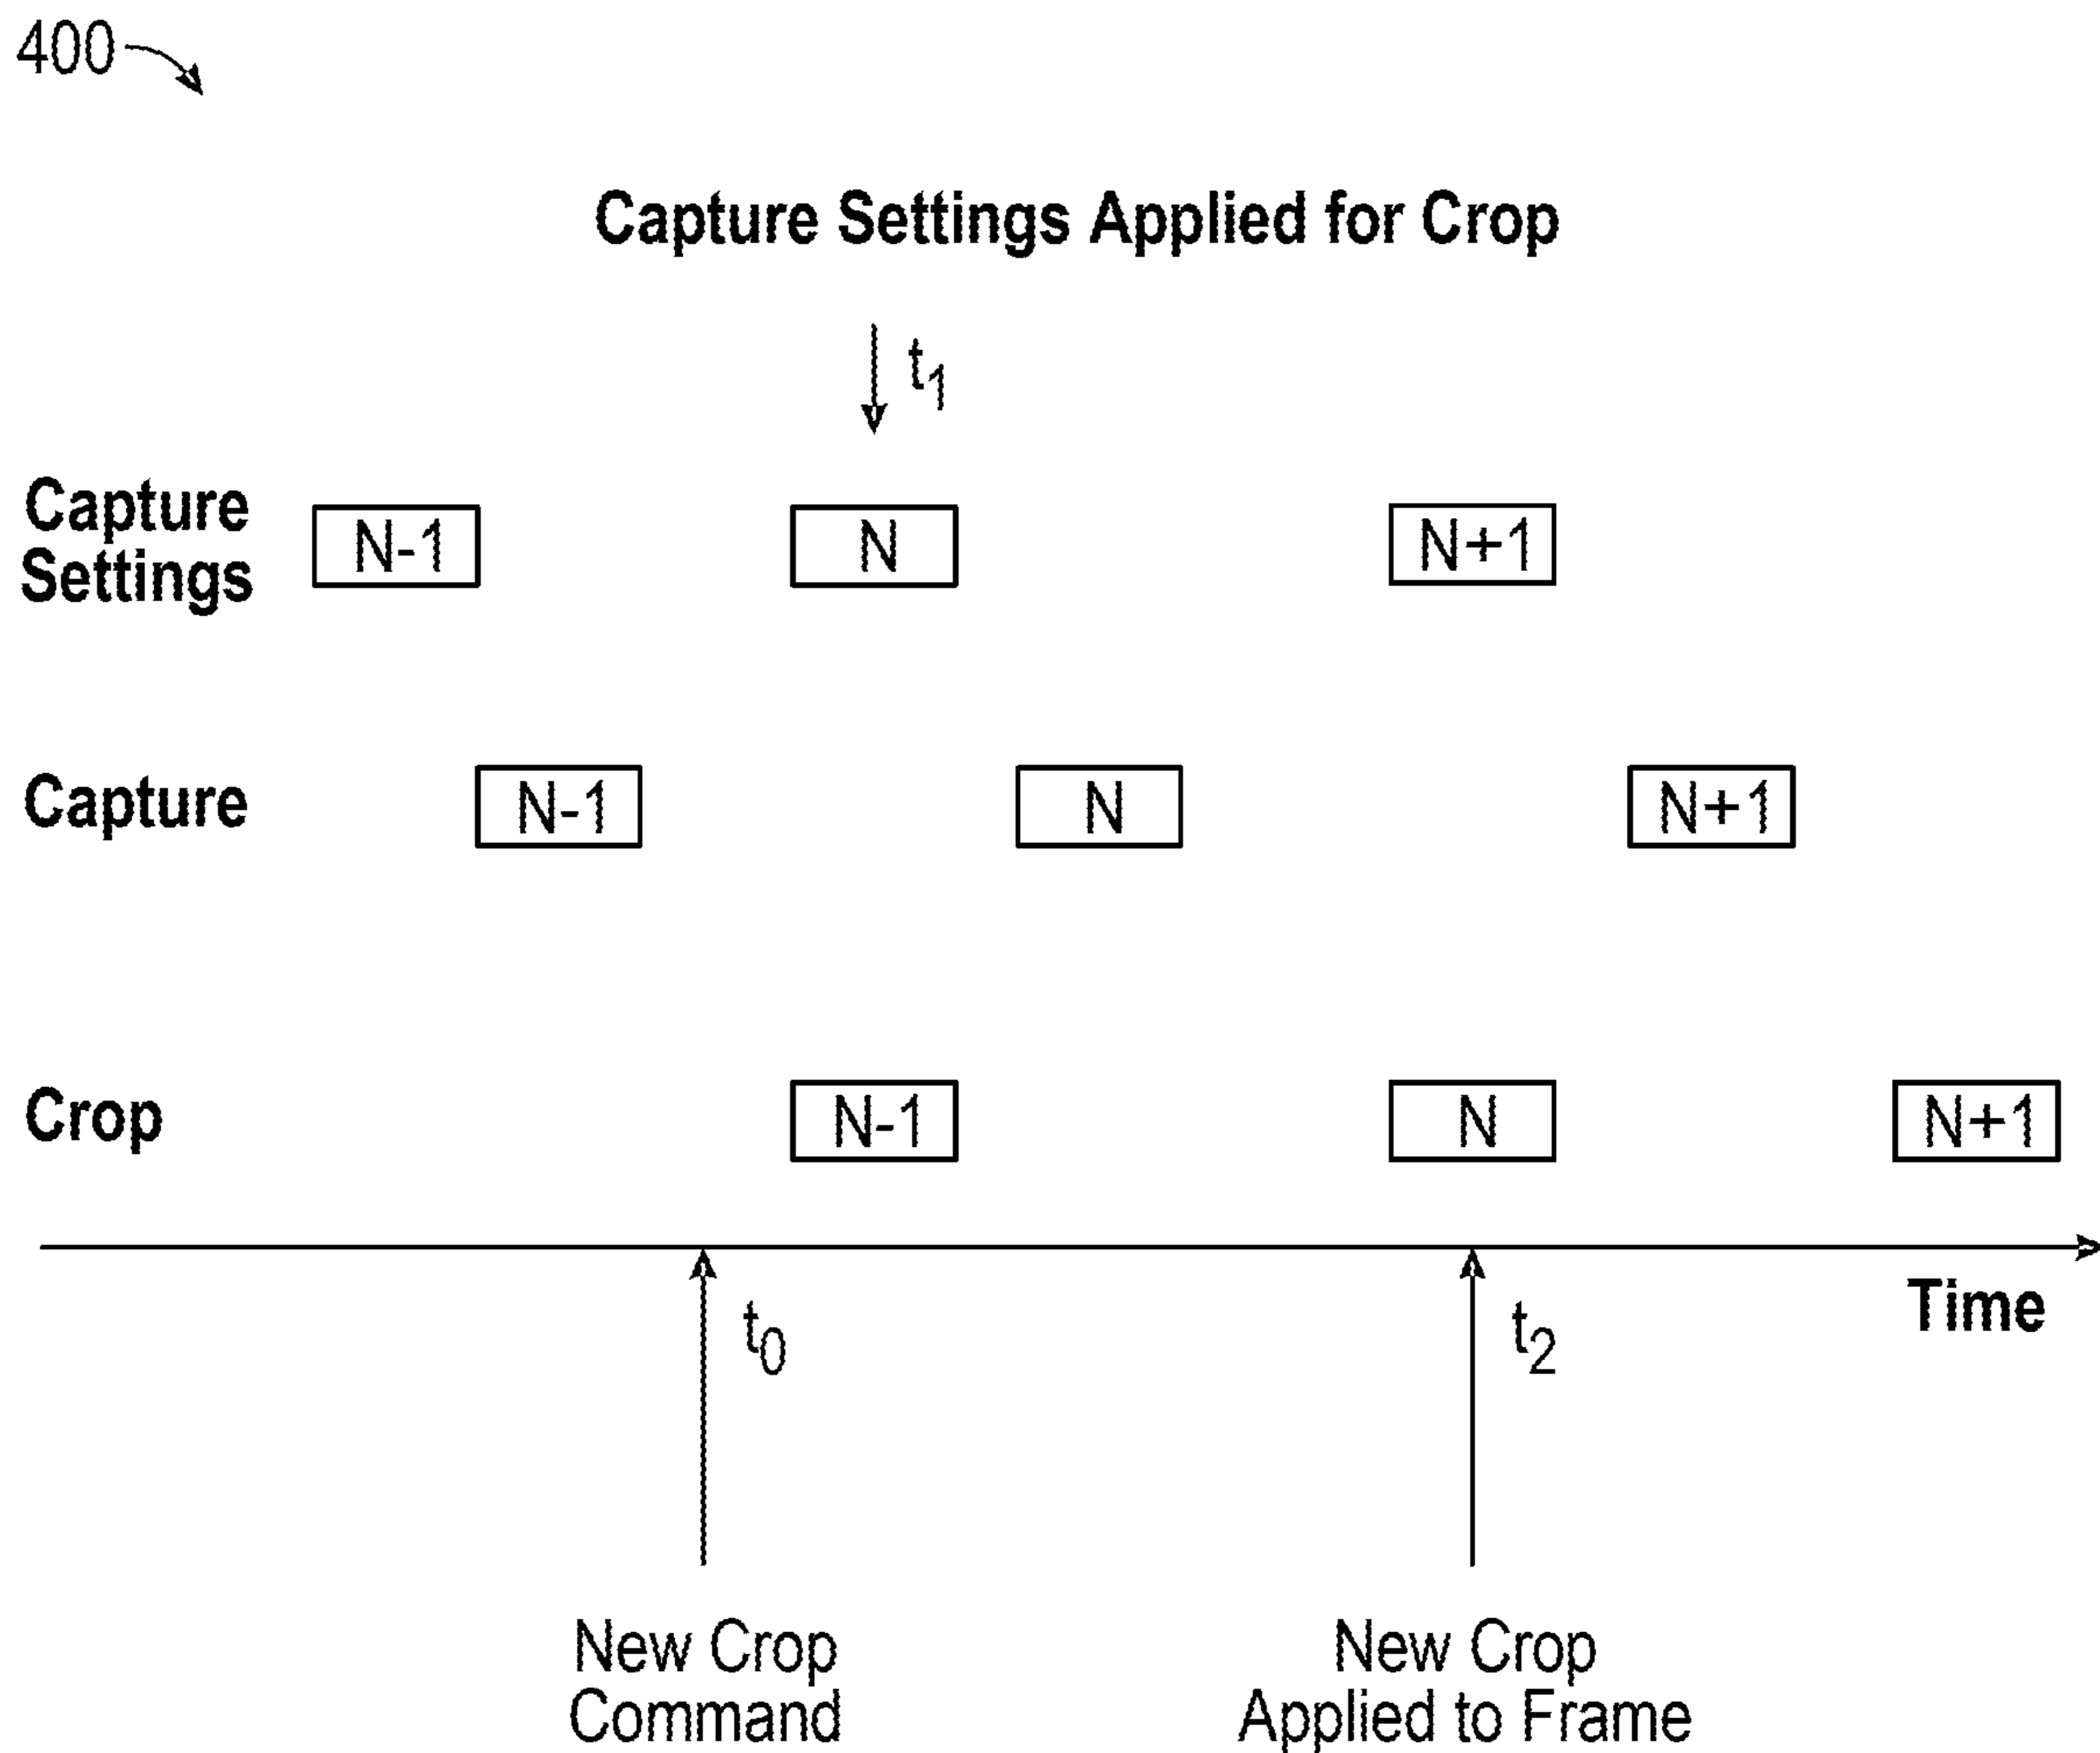 400
Capture Settings Applied for Crop
t1
Capture
Settings
N-1
N
N+1
Capture
N-1
N
N+1
Crop
N-1
N
N+1
Time
t0
t2
New Crop
Command
New Crop
Applied to Frame